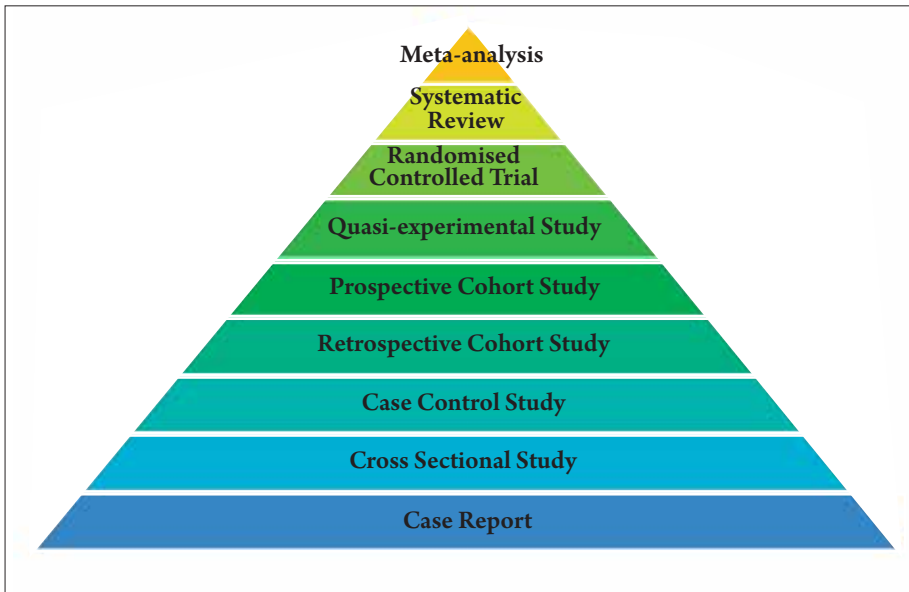 Meta-analysis
Systematic
Review
Randomised
Controlled Trial
Quasi-experimental Study
Prospective Cohort Study
Retrospective Cohort Study
Case Control Study
Cross Sectional Study
Case Report